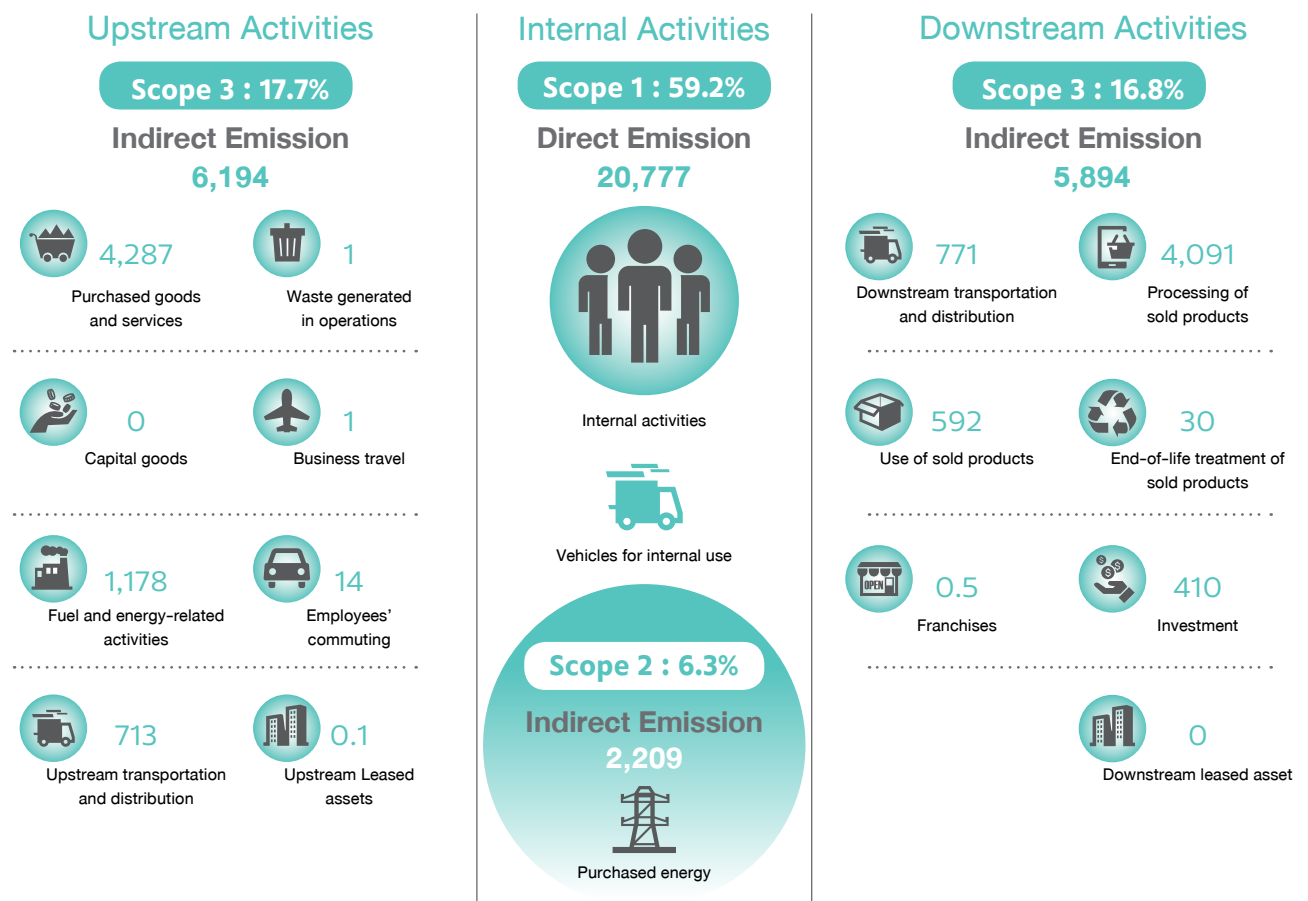 Upstream Activities
Scope 3 : 17.7%
Indirect Emission
6,194
4,287
Purchased goods
and services
1
Waste generated
in operations
0
Capital goods
1
Business travel
1,178
Fuel and energy-related
activities
14
Employees’
commuting
713
Upstream transportation
and distribution
0.1
Upstream Leased
assets
Internal Activities
Scope 1 : 59.2%
Direct Emission
20,777
Internal activities
Vehicles for internal use
Scope 2 : 6.3%
Indirect Emission
2,209
Purchased energy
Downstream Activities
Scope 3 : 16.8%
Indirect Emission
5,894
771
Downstream transportation
and distribution
4,091
Processing of
sold products
592
Use of sold products
30
End-of-life treatment of
sold products
OPEN
0.5
Franchises
$
$
$
410
Investment
0
Downstream leased asset